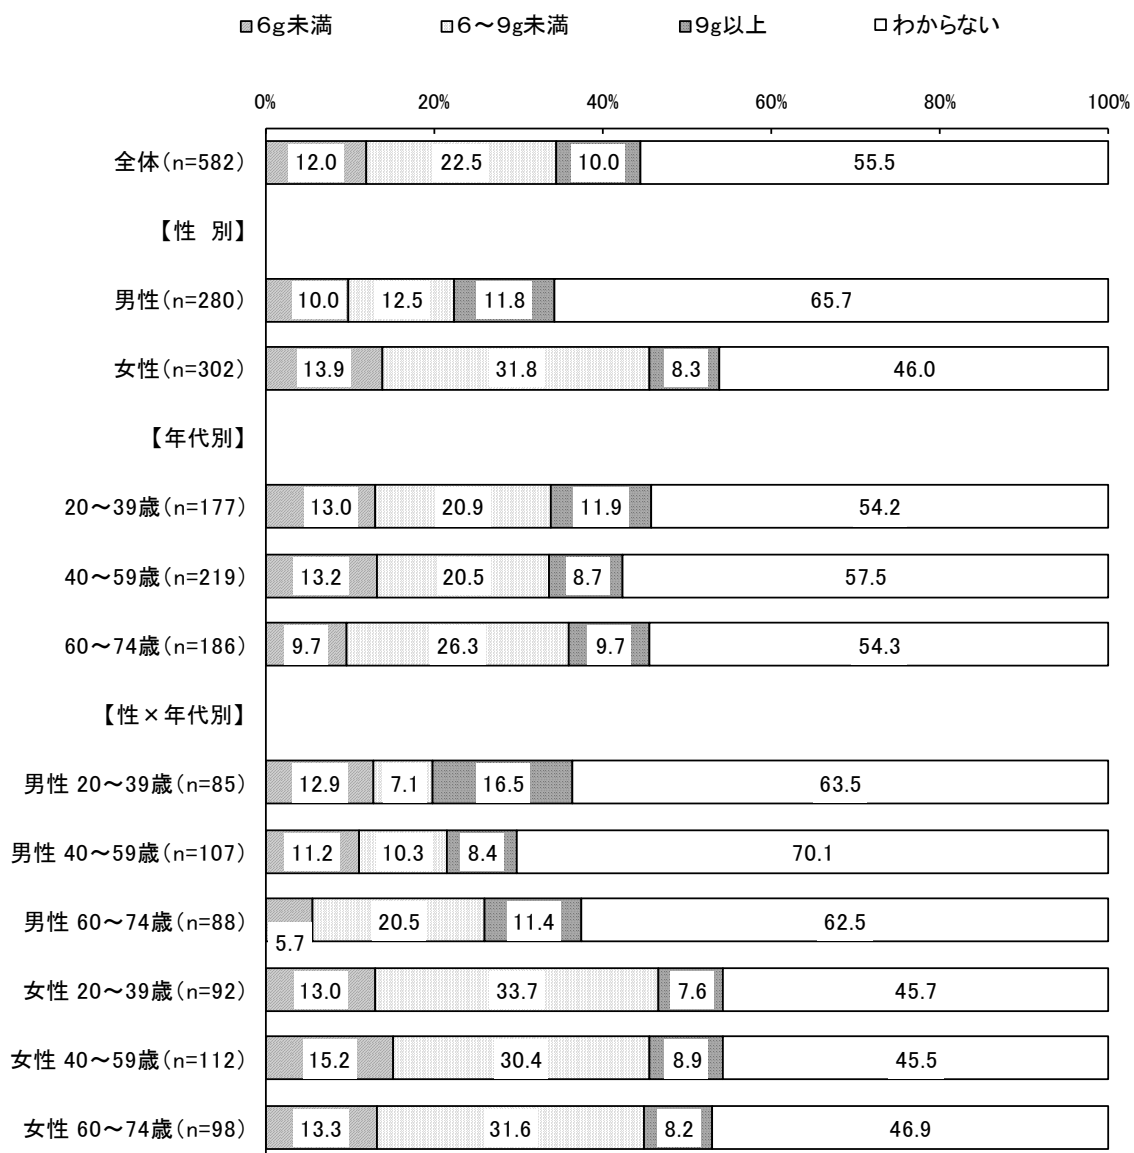 6g未満 6～9g未満 9g以上 わからない
0% 20% 40% 60% 80% 100%
全体(n=582) 12.0 22.5 10.0 55.5
【性 別】
男性(n=280) 10.0 12.5 11.8 65.7
女性(n=302) 13.9 31.8 8.3 46.0
【年代別】
20～39歳(n=177) 13.0 20.9 11.9 54.2
40～59歳(n=219) 13.2 20.5 8.7 57.5
60～74歳(n=186) 9.7 26.3 9.7 54.3
【性×年代別】
男性 20～39歳(n=85) 12.9 7.1 16.5 63.5
男性 40～59歳(n=107) 11.2 10.3 8.4 70.1
男性 60～74歳(n=88) 5.7 20.5 11.4 62.5
女性 20～39歳(n=92) 13.0 33.7 7.6 45.7
女性 40～59歳(n=112) 15.2 30.4 8.9 45.5
女性 60～74歳(n=98) 13.3 31.6 8.2 46.9